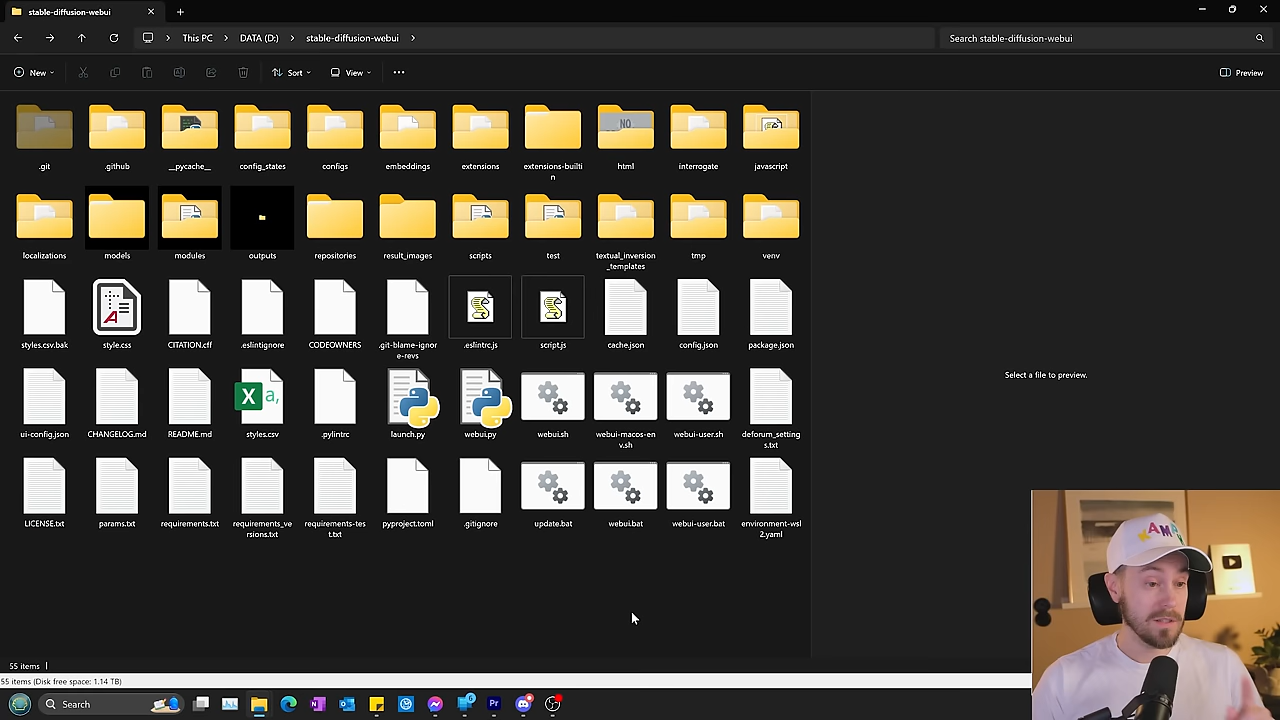 stable-diffusion-webui
This PC
DATA (D:)
stable-diffusion-webui
Search stable-diffusion-webui
New
Sort
View
Preview
.git
.github
__pycache__
config_states
configs
embeddings
extensions
extensions-builti
n
html
interrogate
javascript
NO
localizations
models
modules
outputs
repositories
result_images
scripts
test
textual_inversion
_templates
tmp
venv
styles.csv.bak
style.css
CITATION.cff
.eslintignore
CODEOWNERS
.git-blame-ignor
e-revs
.eslintrc.js
script.js
cache.json
config.json
package.json
Select a file to preview.
X a,
ui-config.json
CHANGELOG.md
README.md
styles.csv
.pylintrc
launch.py
webui.py
webui.sh
webui-macos-en
v.sh
webui-user.sh
deforum_setting
s.txt
LICENSE.txt
params.txt
requirements.txt
requirements_ve
rsions.txt
requirements-tes
t.txt
pyproject.toml
.gitignore
update.bat
webui.bat
webui-user.bat
environment-wsl
2.yaml
55 items
55 items (Disk free space: 1.14 TB)
Search
Pr